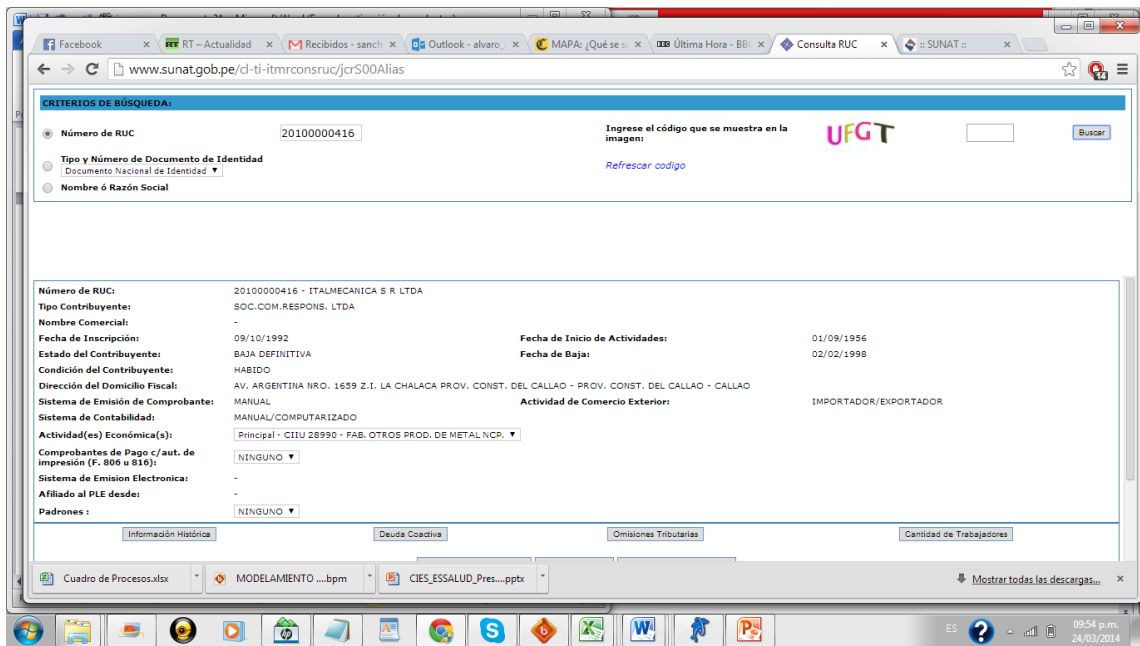 Facebook
RT – Actualidad
Recibidos - sanch
Outlook - alvaro_
MAPA: ¿Qué se s
Última Hora - BB
Consulta RUC
:: SUNAT ::
www.sunat.gob.pe/cl-ti-itmrconsruc/jcrS00Alias
14
CRITERIOS DE BÚSQUEDA:
Número de RUC 20100000416 Ingrese el código que se muestra en la imagen: UFGT Buscar
Tipo y Número de Documento de Identidad
Documento Nacional de Identidad
Refrescar codigo
Nombre ó Razón Social
Número de RUC: 20100000416 - ITALMECANICA S R LTDA
Tipo Contribuyente: SOC.COM.RESPONS. LTDA
Nombre Comercial: -
Fecha de Inscripción: 09/10/1992 Fecha de Inicio de Actividades: 01/09/1956
Estado del Contribuyente: BAJA DEFINITIVA Fecha de Baja: 02/02/1998
Condición del Contribuyente: HABIDO
Dirección del Domicilio Fiscal: AV. ARGENTINA NRO. 1659 Z.I. LA CHALACA PROV. CONST. DEL CALLAO - PROV. CONST. DEL CALLAO - CALLAO
Sistema de Emisión de Comprobante: MANUAL Actividad de Comercio Exterior: IMPORTADOR/EXPORTADOR
Sistema de Contabilidad: MANUAL/COMPUTARIZADO
Actividad(es) Económica(s): Principal - CIIU 28990 - FAB. OTROS PROD. DE METAL NCP.
Comprobantes de Pago c/aut. de
impresión (F. 806 u 816): NINGUNO
Sistema de Emision Electronica: -
Afiliado al PLE desde: -
Padrones : NINGUNO
Información Histórica Deuda Coactiva Omisiones Tributarias Cantidad de Trabajadores
Cuadro de Procesos.xlsx MODELAMIENTO ....bpm CIES_ESSALUD_Pres....pptx Mostrar todas las descargas...
ES 09:54 p.m.
24/03/2014